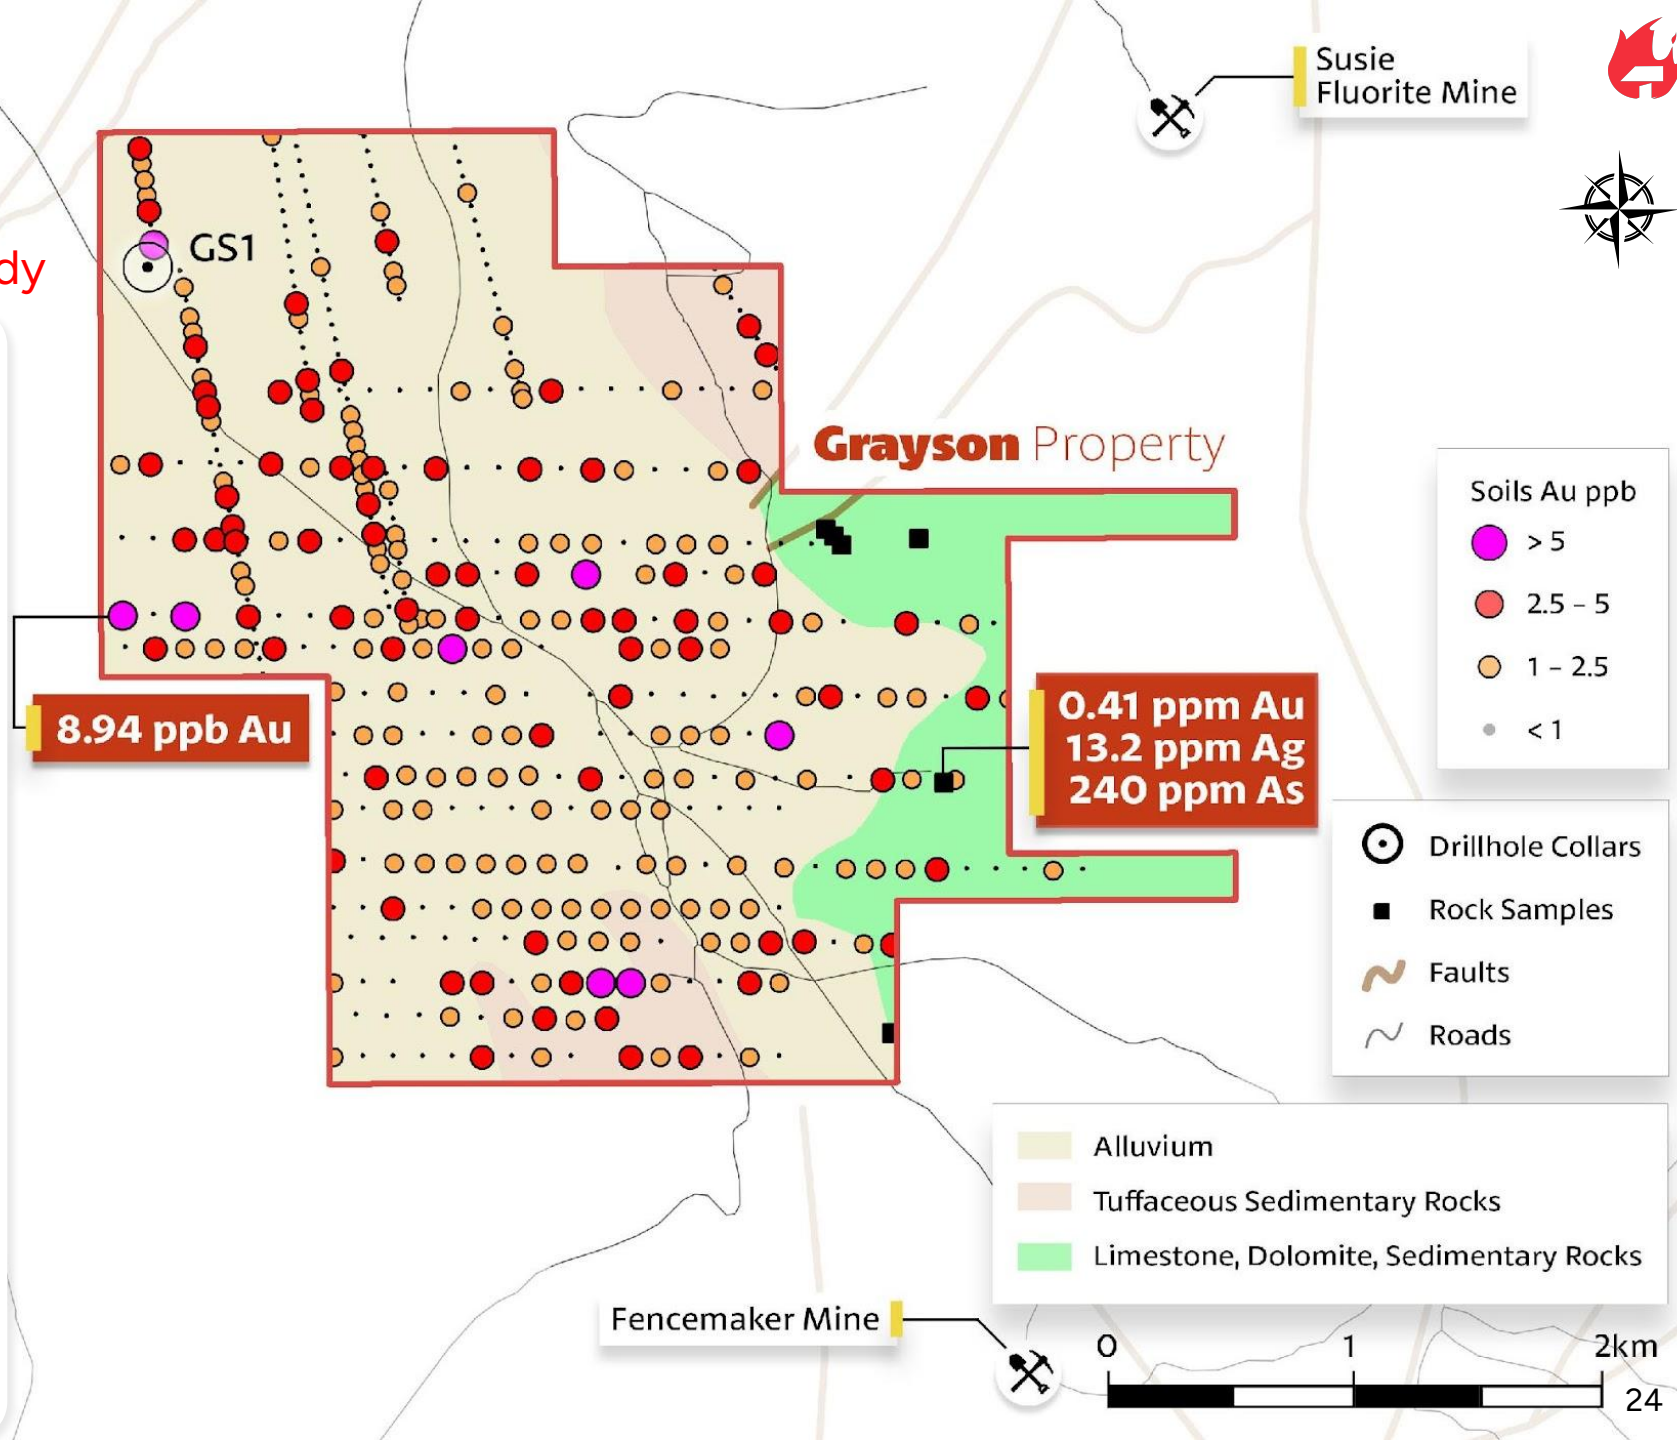 Susie
Fluorite Mine
GS1
dy
Grayson Property
Soils Au ppb
> 5
2.5 – 5
1 – 2.5
< 1
8.94 ppb Au
0.41 ppm Au
13.2 ppm Ag
240 ppm As
Drillhole Collars
Rock Samples
Faults
Roads
Alluvium
Tuffaceous Sedimentary Rocks
Limestone, Dolomite, Sedimentary Rocks
Fencemaker Mine
0 1 2km
24